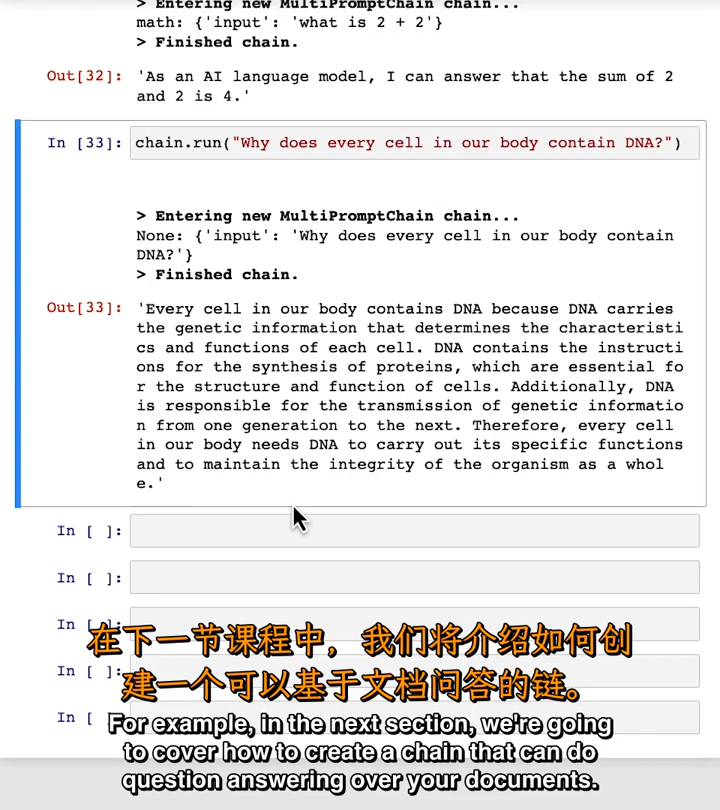 > Entering new MultiPromptChain chain...
math: {'input': 'what is 2 + 2'}
> Finished chain.
Out[32]: 'As an AI language model, I can answer that the sum of 2
and 2 is 4.'
In [33]: chain.run("Why does every cell in our body contain DNA?")
> Entering new MultiPromptChain chain...
None: {'input': 'Why does every cell in our body contain
DNA?'}
> Finished chain.
Out[33]: 'Every cell in our body contains DNA because DNA carries
the genetic information that determines the characteristi
cs and functions of each cell. DNA contains the instructi
ons for the synthesis of proteins, which are essential fo
r the structure and function of cells. Additionally, DNA
is responsible for the transmission of genetic informatio
n from one generation to the next. Therefore, every cell
in our body needs DNA to carry out its specific functions
and to maintain the integrity of the organism as a whol
e.'
In [ ]:
In [ ]:
In [ ]:
在下一节课程中，我们将介绍如何创
In [ ]:
建一个可以基于文档问答的链。
In [
For example, in the next section, we're going
to cover how to create a chain that can do
question answering over your documents.